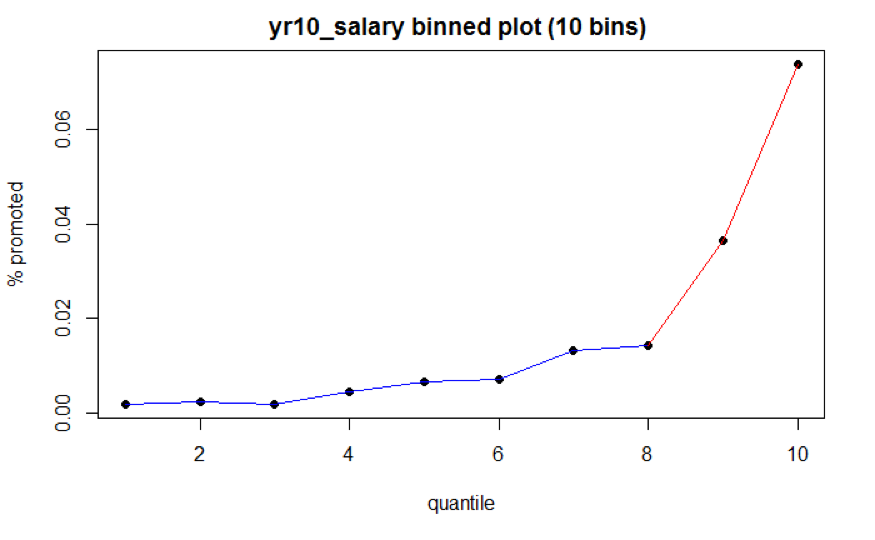 yr10_salary binned plot (10 bins)
% promoted
0.06
0.04
0.02
0.00
2 4 6 8 10
quantile